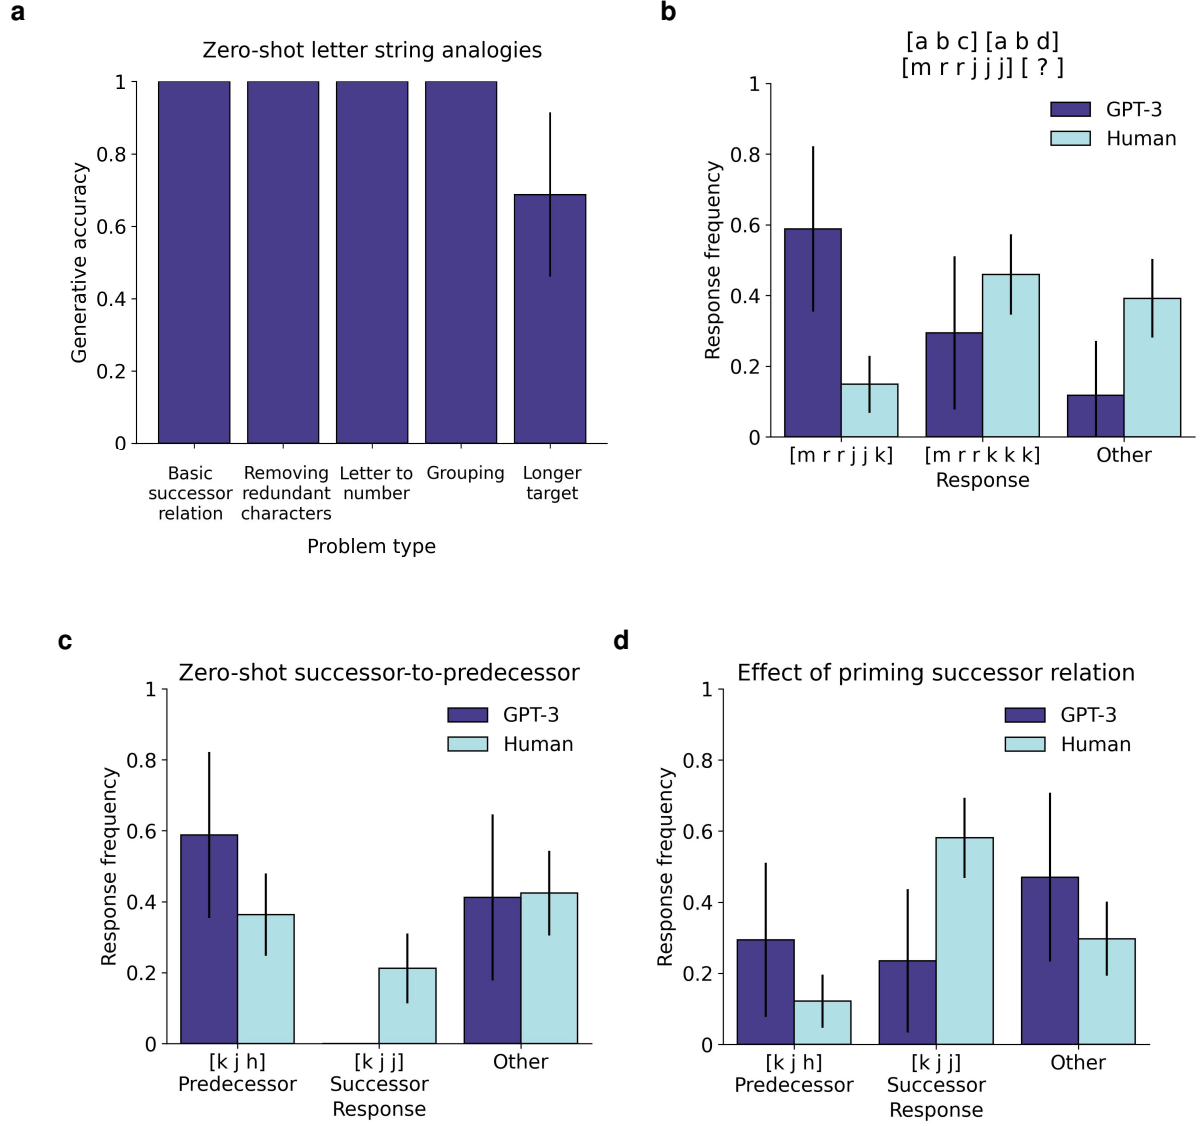 a
Zero-shot letter string analogies
Generative accuracy
1
0.8
0.6
0.4
0.2
0
Basic successor relation
Removing redundant characters
Letter to number
Grouping
Longer target
Problem type
b
[a b c] [a b d]
[m r r j j j] [ ? ]
GPT-3
Human
Response frequency
1
0.8
0.6
0.4
0.2
0
[m r r j j k]
[m r r k k k]
Other
Response
c
Zero-shot successor-to-predecessor
GPT-3
Human
Response frequency
1
0.8
0.6
0.4
0.2
0
[k j h]
Predecessor
[k j j]
Successor
Other
Response
d
Effect of priming successor relation
GPT-3
Human
Response frequency
1
0.8
0.6
0.4
0.2
0
[k j h]
Predecessor
[k j j]
Successor
Other
Response